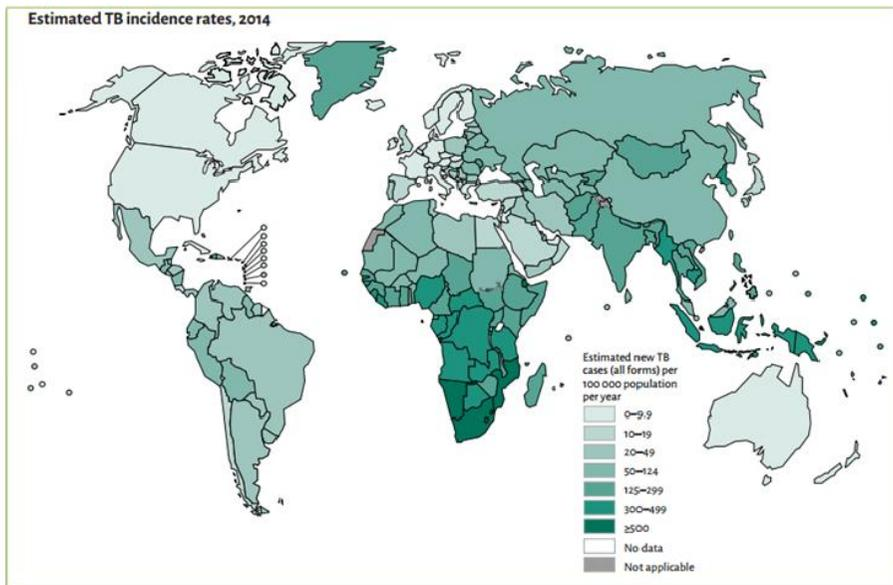 Estimated TB incidence rates, 2014
Estimated new TB
cases (all forms) per
100 000 population
per year
0–9.9
10–19
20–49
50–124
125–299
300–499
≥500
No data
Not applicable